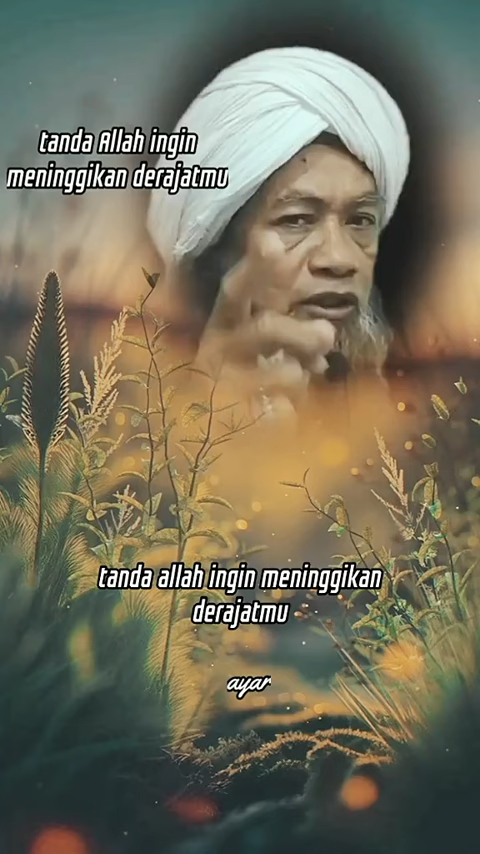 tanda Allah ingin
meninggikan derajatmu
tanda allah ingin meninggikan
derajatmu
ayar